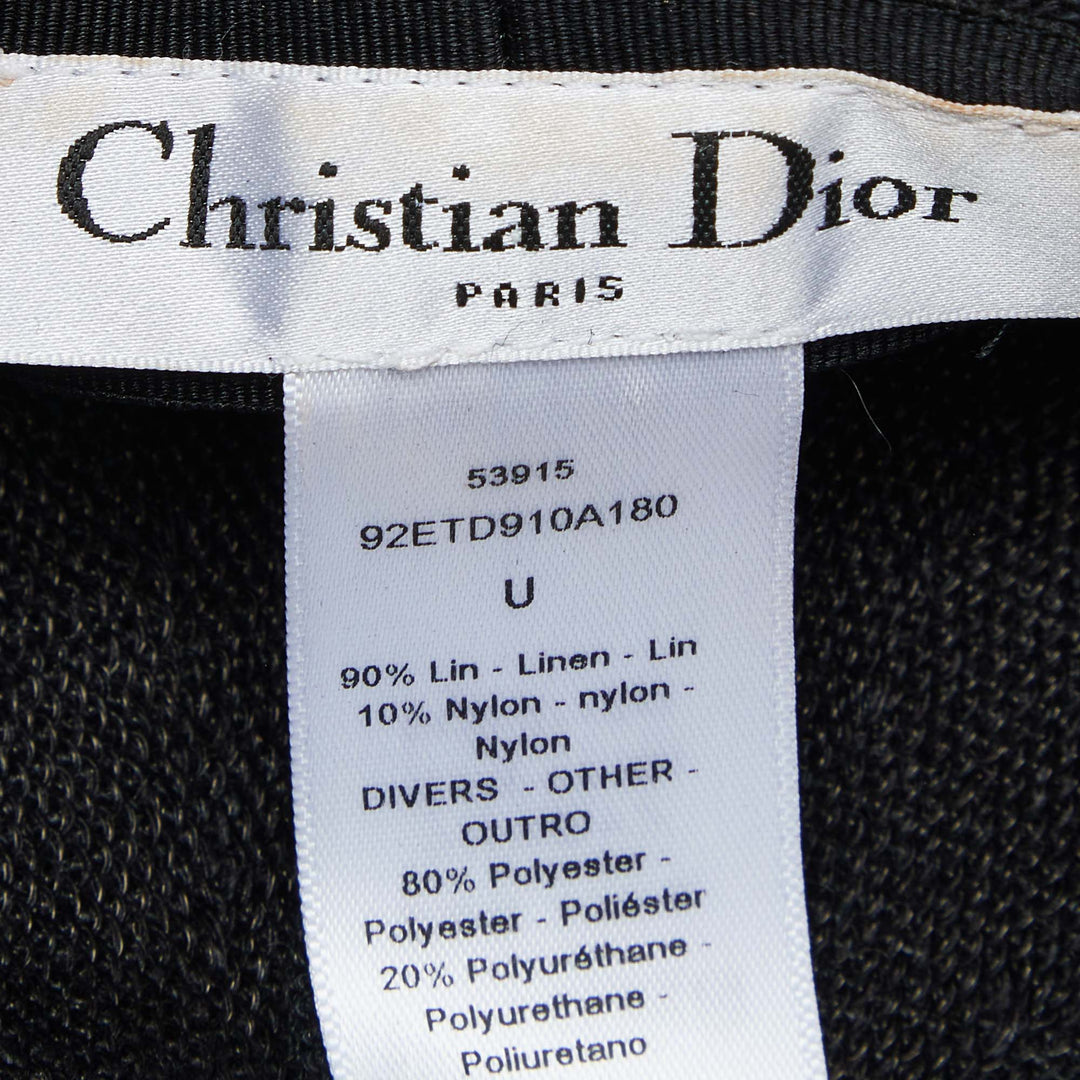 Christian Dior
PARIS
53915
92ETD910A180
U
90% Lin - Linen - Lin
10% Nylon - nylon -
Nylon
DIVERS - OTHER -
OUTRO
80% Polyester -
Polyester - Poliéster
20% Polyuréthane -
Polyurethane -
Poliuretano